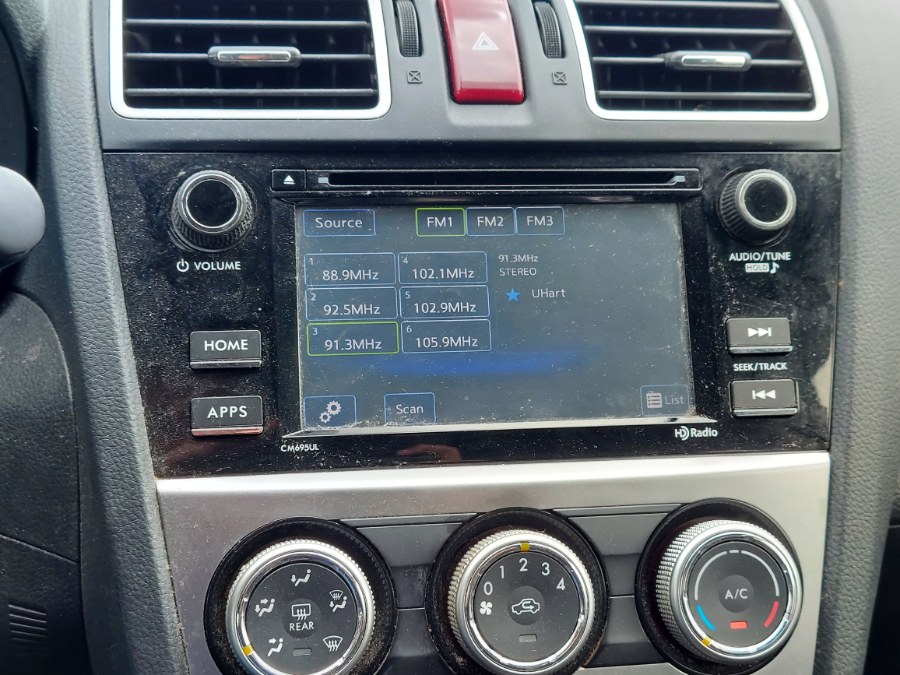 Source FM1 FM2 FM3
1 88.9MHz 4 102.1MHz
2 92.5MHz 5 102.9MHz
3 91.3MHz 6 105.9MHz
91.3MHz
STEREO
UHart
Scan
List
VOLUME
HOME
APPS
AUDIO/TUNE
HOLD
SEEK/TRACK
CM695UL
HD Radio
REAR
0 1 2 3 4
A/C